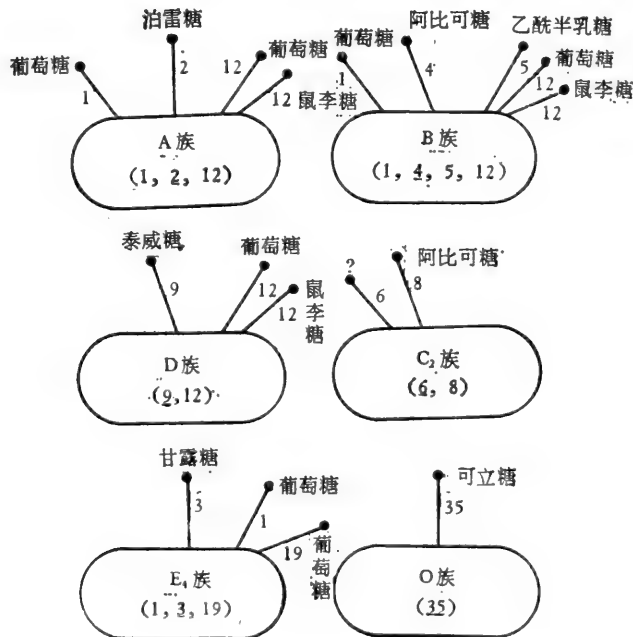 泊雷糖
葡萄糖
2
12
葡萄糖
1
12
鼠李糖
A族
(1, 2, 12)
葡萄糖
阿比可糖
乙酰半乳糖
葡萄糖
鼠李糖
1
4
5
12
12
B族
(1, 4, 5, 12)
泰威糖
葡萄糖
9
12
12
鼠李糖
D族
(9,12)
?
阿比可糖
6
8
C₂族
(6, 8)
甘露糖
葡萄糖
3
1
19
葡萄糖
E₄族
(1, 3, 19)
可立糖
35
O族
(35)